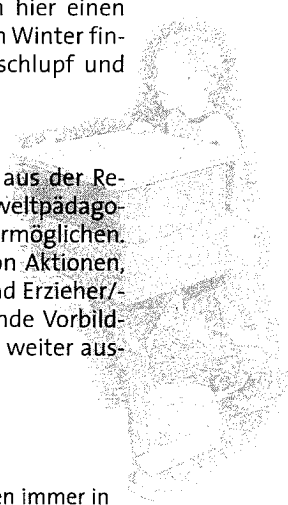 hier einen
Winter fin-
schlupf und
aus der Re-
weltpädago-
ermöglichen.
on Aktionen,
nd Erzieher/-
nde Vorbild-
weiter aus-
en immer in